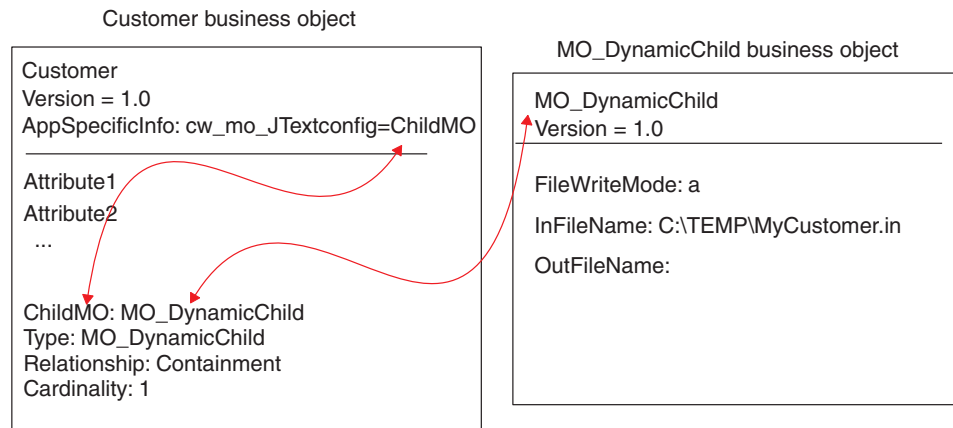 Customer business object
Customer
Version = 1.0
AppSpecificInfo: cw_mo_JTextconfig=ChildMO
Attribute1
Attribute2
...
ChildMO: MO_DynamicChild
Type: MO_DynamicChild
Relationship: Containment
Cardinality: 1
MO_DynamicChild business object
MO_DynamicChild
Version = 1.0
FileWriteMode: a
InFileName: C:\TEMP\MyCustomer.in
OutFileName: